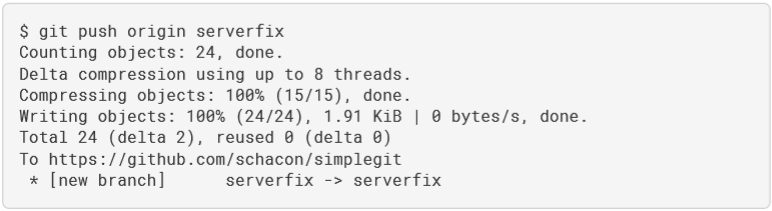 $ git push origin serverfix
Counting objects: 24, done.
Delta compression using up to 8 threads.
Compressing objects: 100% (15/15), done.
Writing objects: 100% (24/24), 1.91 KiB | 0 bytes/s, done.
Total 24 (delta 2), reused 0 (delta 0)
To https://github.com/schacon/simplegit
 * [new branch]      serverfix -> serverfix